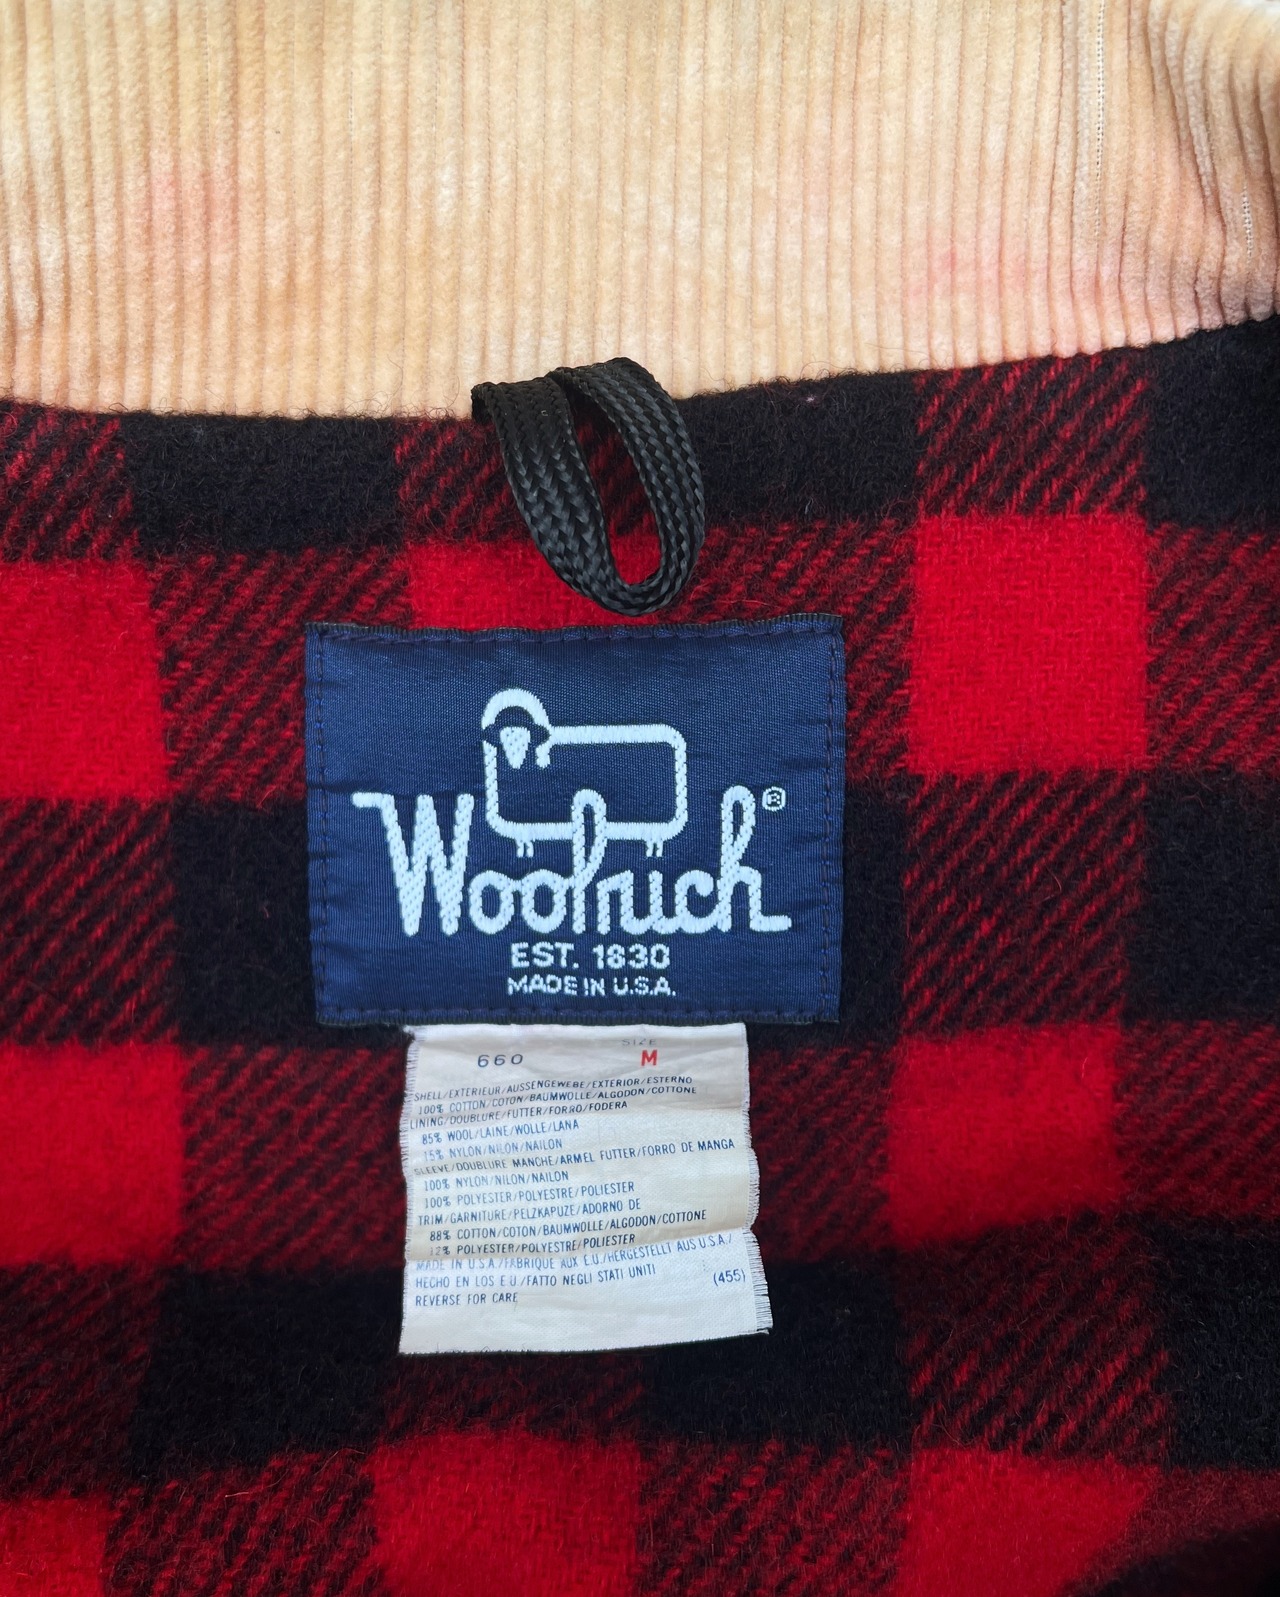 Woolrich®
EST. 1830
MADE IN U.S.A.
SIZE
660 M
SHELL/EXTERIEUR/AUSSENGEWEBE/EXTERIOR/ESTERNO
100% COTTON/COTON/BAUMWOLLE/ALGODON/COTTONE
LINING/DOUBLURE/FUTTER/FORRO/FODERA
85% WOOL/LAINE/WOLLE/LANA
15% NYLON/NILON/NAILON
SLEEVE/DOUBLURE MANCHE/ARMEL FUTTER/FORRO DE MANGA
100% NYLON/NILON/NAILON
100% POLYESTER/POLYESTRE/POLIESTER
TRIM/GARNITURE/PELZKAPUZE/ADORNO DE
88% COTTON/COTON/BAUMWOLLE/ALGODON/COTTONE
12% POLYESTER/POLYESTRE/POLIESTER
MADE IN U.S.A./FABRIQUE AUX E.U./HERGESTELLT AUS U.S.A./
HECHO EN LOS E.U./FATTO NEGLI STATI UNITI (455)
REVERSE FOR CARE